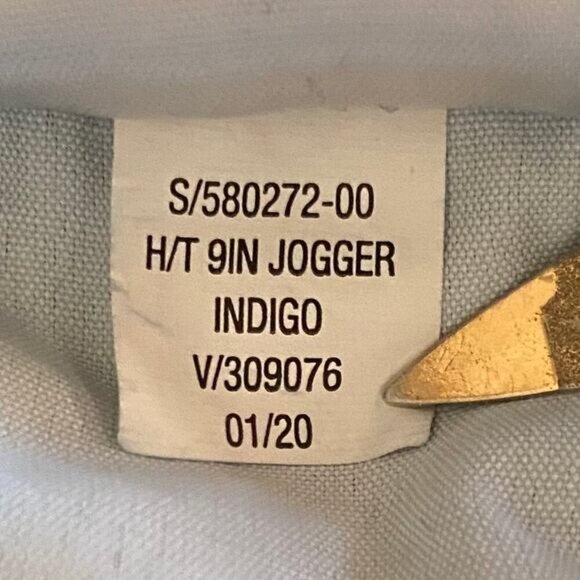 S/580272-00
H/T 9IN JOGGER
INDIGO
V/309076
01/20